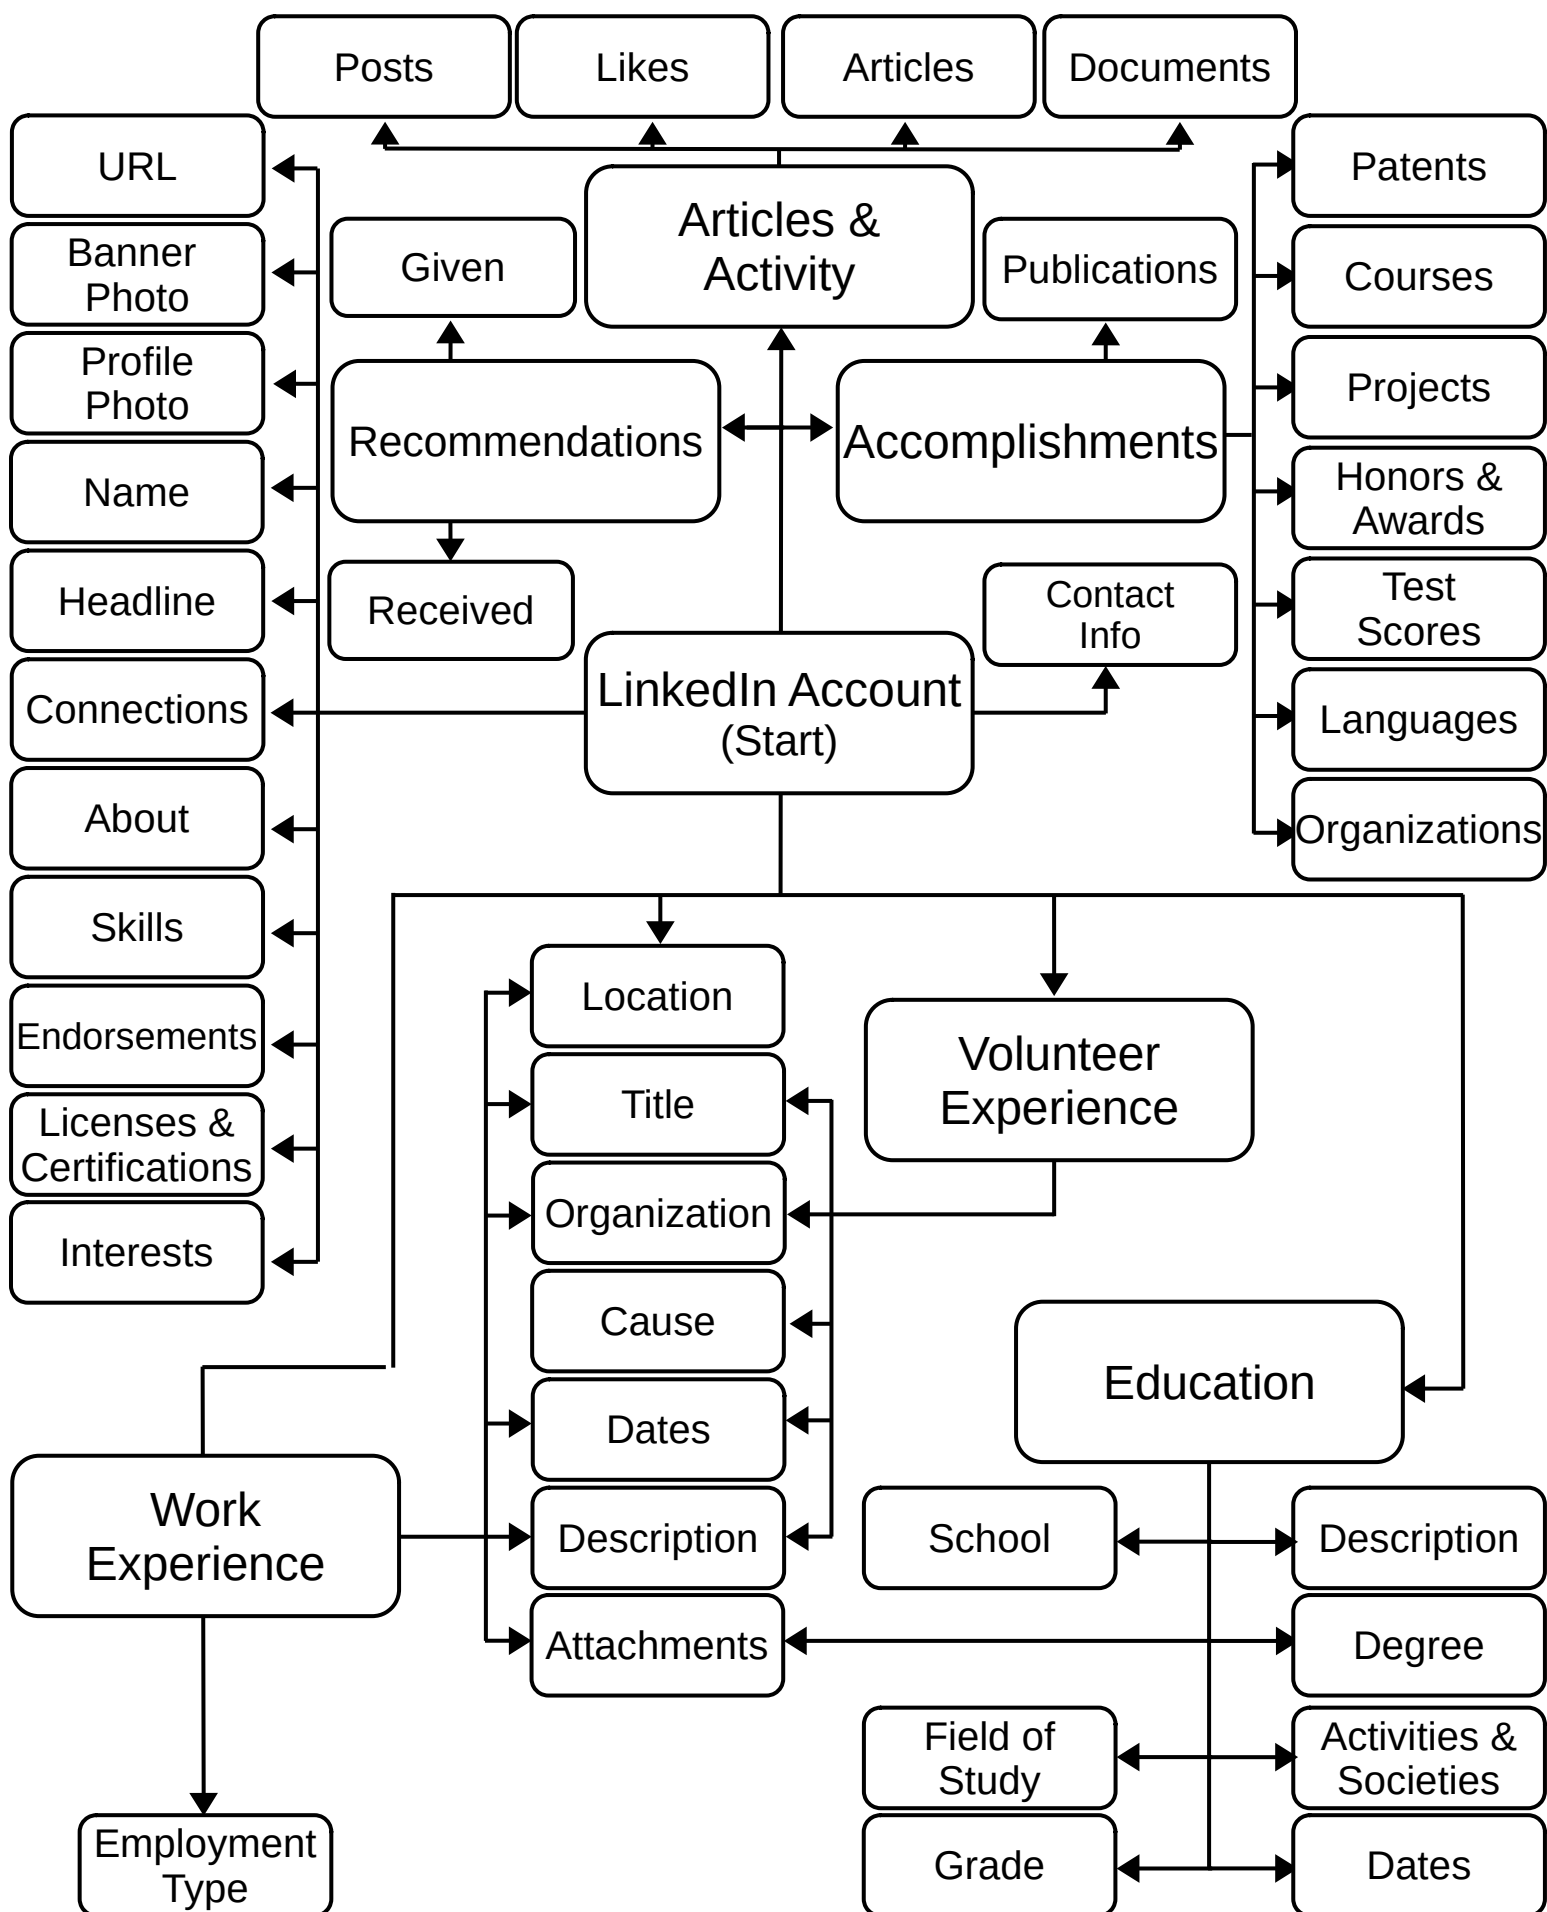 Posts
Likes
Articles
Documents
URL
Banner
Photo
Profile
Photo
Name
Headline
Connections
About
Skills
Endorsements
Licenses &
Certifications
Interests
Given
Recommendations
Received
Articles &
Activity
Publications
Accomplishments
Contact
Info
LinkedIn Account
(Start)
Patents
Courses
Projects
Honors &
Awards
Test
Scores
Languages
Organizations
Location
Title
Organization
Cause
Dates
Description
Attachments
Volunteer
Experience
Education
Work
Experience
Employment
Type
School
Description
Degree
Field of
Study
Activities &
Societies
Grade
Dates